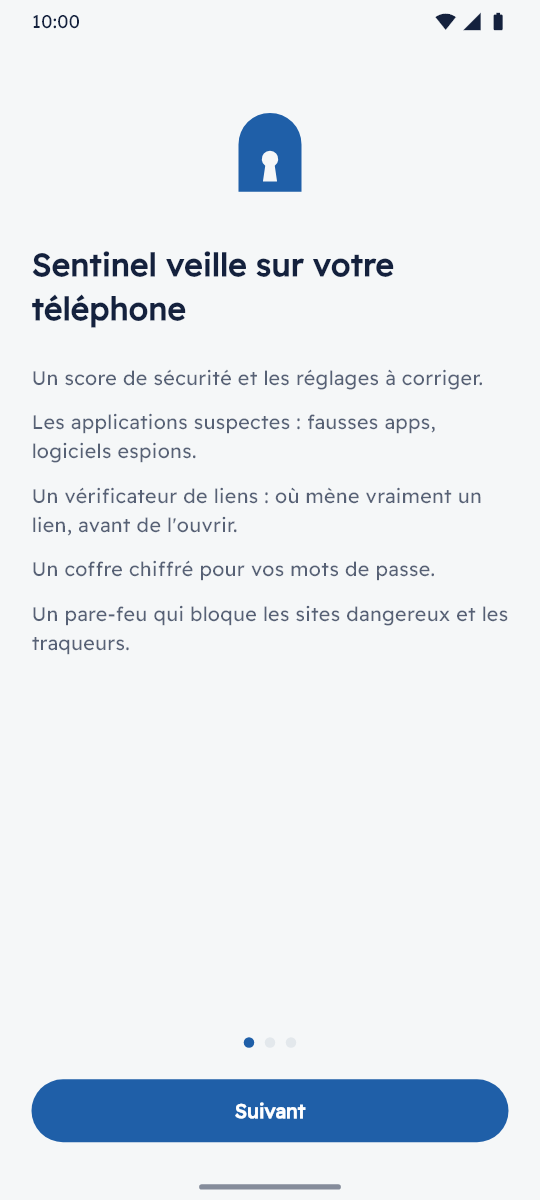 10:00
Sentinel veille sur votre
téléphone
Un score de sécurité et les réglages à corriger.
Les applications suspectes : fausses apps,
logiciels espions.
Un vérificateur de liens : où mène vraiment un
lien, avant de l'ouvrir.
Un coffre chiffré pour vos mots de passe.
Un pare-feu qui bloque les sites dangereux et les
traqueurs.
Suivant